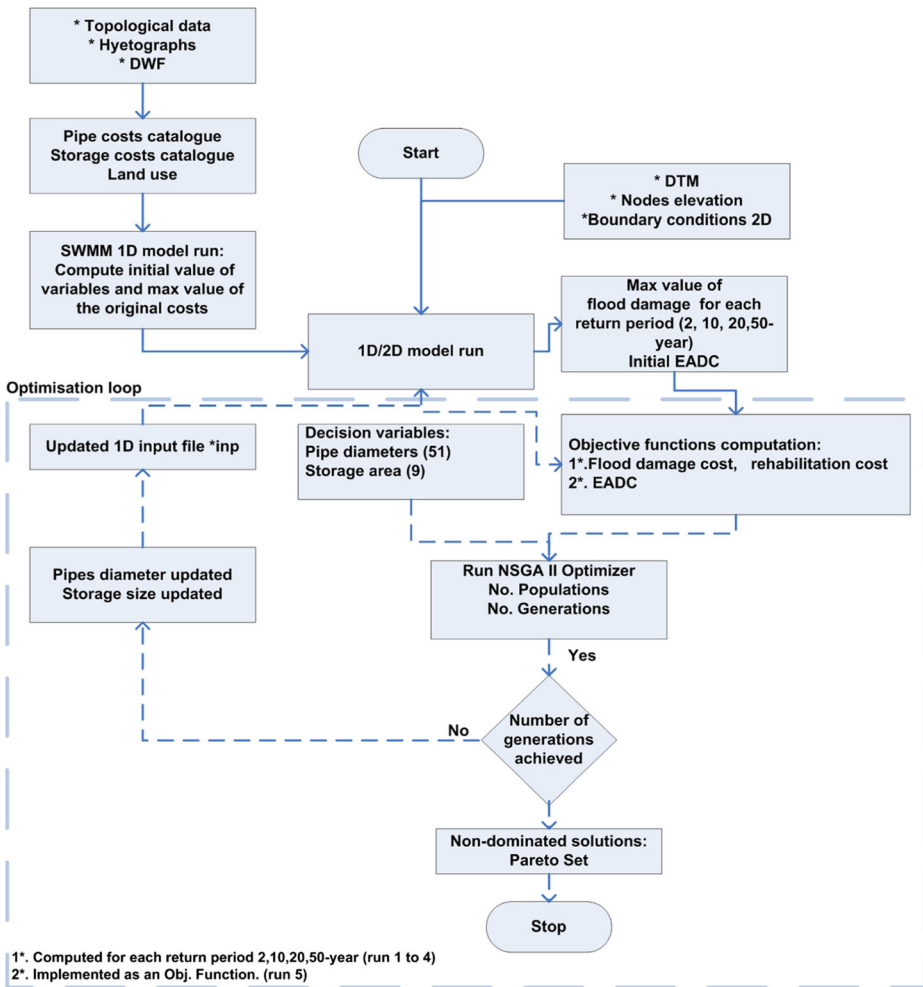 * Topological data
* Hyetographs
* DWF
Pipe costs catalogue
Storage costs catalogue
Land use
Start
* DTM
* Nodes elevation
*Boundary conditions 2D
SWMM 1D model run:
Compute initial value of
variables and max value of
the original costs
1D/2D model run
Max value of
flood damage for each
return period (2, 10, 20,50-
year)
Initial EADC
Optimisation loop
Updated 1D input file *inp
Decision variables:
Pipe diameters (51)
Storage area (9)
Objective functions computation:
1*.Flood damage cost, rehabilitation cost
2*. EADC
Pipes diameter updated
Storage size updated
Run NSGA II Optimizer
No. Populations
No. Generations
Yes
No
Number of
generations
achieved
Non-dominated solutions:
Pareto Set
Stop
1*. Computed for each return period 2,10,20,50-year (run 1 to 4)
2*. Implemented as an Obj. Function. (run 5)